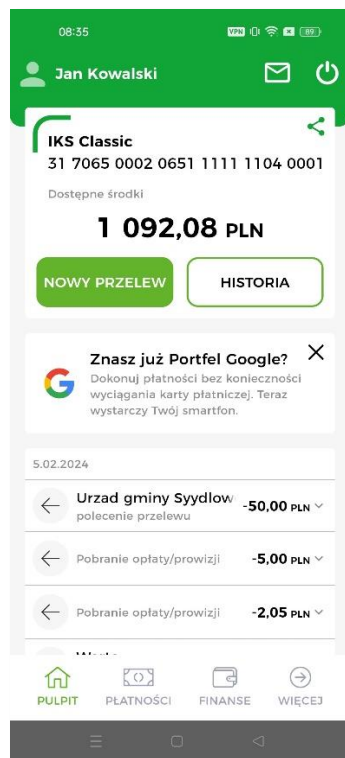 08:35
VPN
89
Jan Kowalski
IKS Classic
31 7065 0002 0651 1111 1104 0001
Dostępne środki
1 092,08 PLN
NOWY PRZELEW
HISTORIA
Znasz już Portfel Google?
Dokonuj płatności bez konieczności
wyciągania karty płatniczej. Teraz
wystarczy Twój smartfon.
5.02.2024
Urzad gminy Syydlow -50,00 PLN
polecenie przelewu
Pobranie opłaty/prowizji -5,00 PLN
Pobranie opłaty/prowizji -2,05 PLN
PULPIT
PŁATNOŚCI
FINANSE
WIĘCEJ